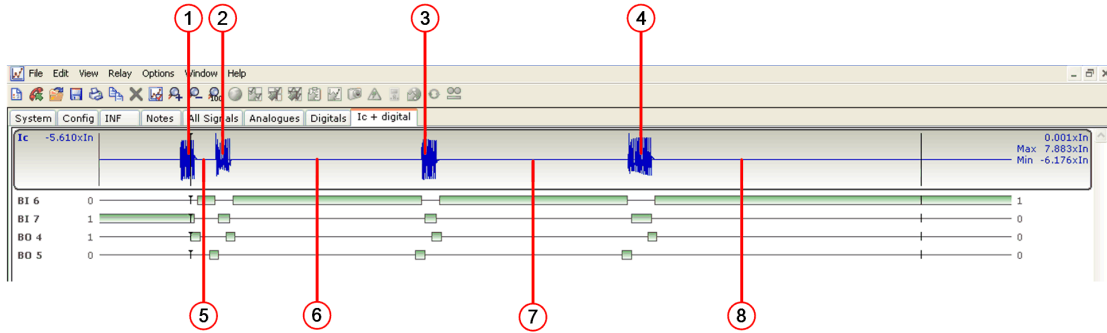 1 2 3 4
File Edit View Relay Options Window Help
100
System Config INF Notes All Signals Analogues Digitals Ic + digital
Ic -5.610xIn 0.001xIn
Max 7.883xIn
Min -6.176xIn
BI 6 0 1
BI 7 1 0
BO 4 1 0
BO 5 0 0
5 6 7 8